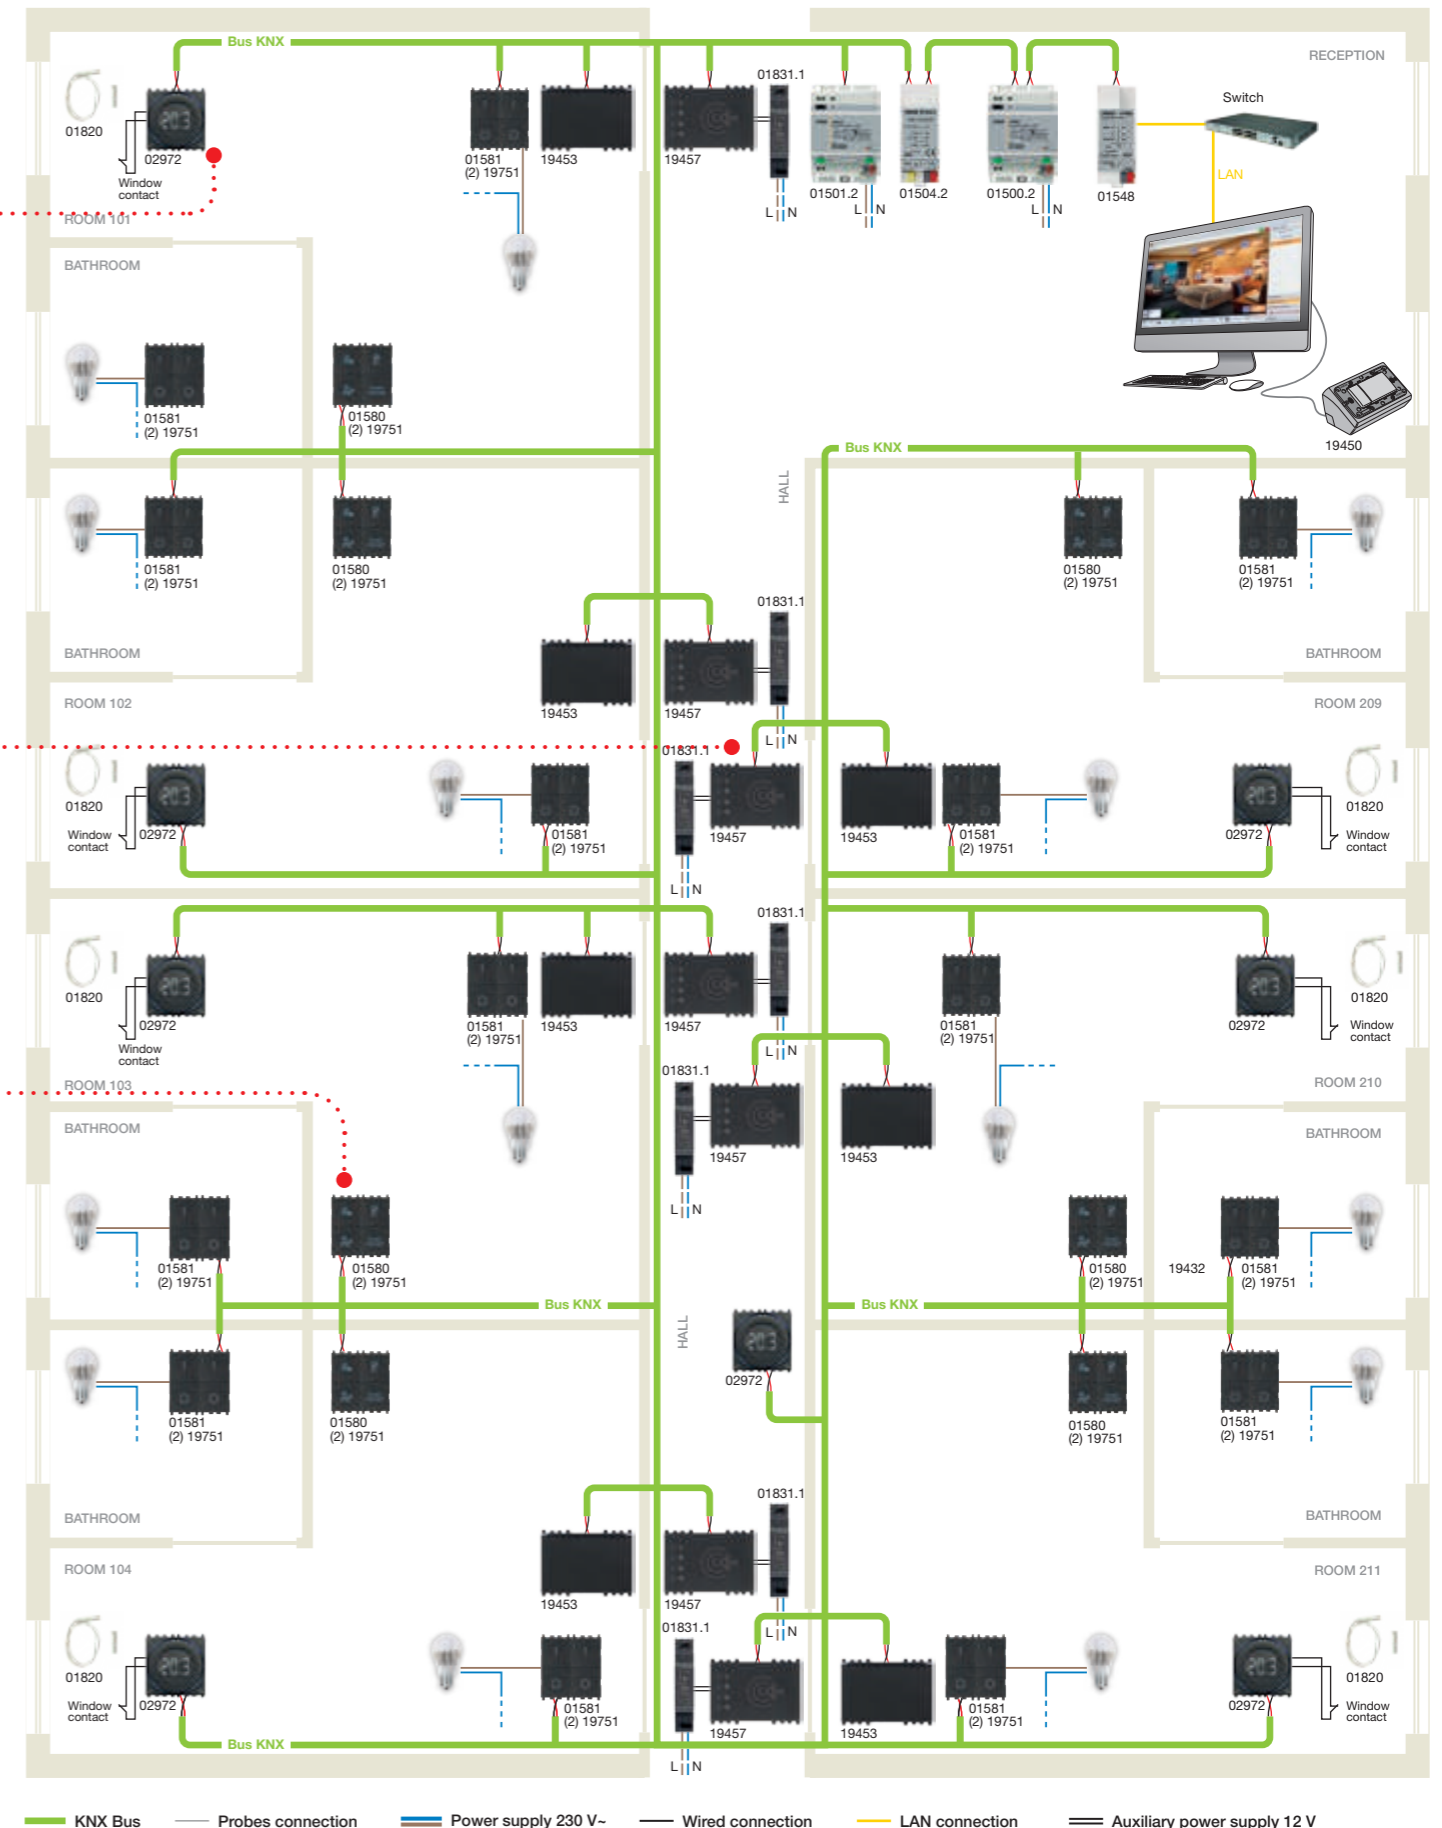 Bus KNX
RECEPTION
01831.1
Switch
01820
02972
01581
(2) 19751
19453
19457
01501.2
01504.2
01500.2
01548
LAN
Window
contact
L N
L N
L N
ROOM 101
BATHROOM
01581
(2) 19751
01580
(2) 19751
19450
Bus KNX
HALL
01581
(2) 19751
01580
(2) 19751
01580
(2) 19751
01581
(2) 19751
01831.1
BATHROOM
BATHROOM
ROOM 102
19453
19457
ROOM 209
L N
01831.1
01820
02972
Window
contact
01581
(2) 19751
19457
19453
01581
(2) 19751
02972
01820
Window
contact
L N
01831.1
01820
02972
Window
contact
01581
(2) 19751
19453
19457
01581
(2) 19751
02972
01820
Window
contact
L N
01831.1
ROOM 103
ROOM 210
BATHROOM
BATHROOM
19457
19453
L N
01581
(2) 19751
01580
(2) 19751
01580
(2) 19751
19432
01581
(2) 19751
Bus KNX
Bus KNX
HALL
02972
01581
(2) 19751
01580
(2) 19751
01580
(2) 19751
01581
(2) 19751
01831.1
BATHROOM
BATHROOM
ROOM 104
ROOM 211
19453
19457
01831.1
L N
01820
02972
Window
contact
01581
(2) 19751
19457
19453
01581
(2) 19751
02972
01820
Window
contact
Bus KNX
L N
KNX Bus
Probes connection
Power supply 230 V~
Wired connection
LAN connection
Auxiliary power supply 12 V